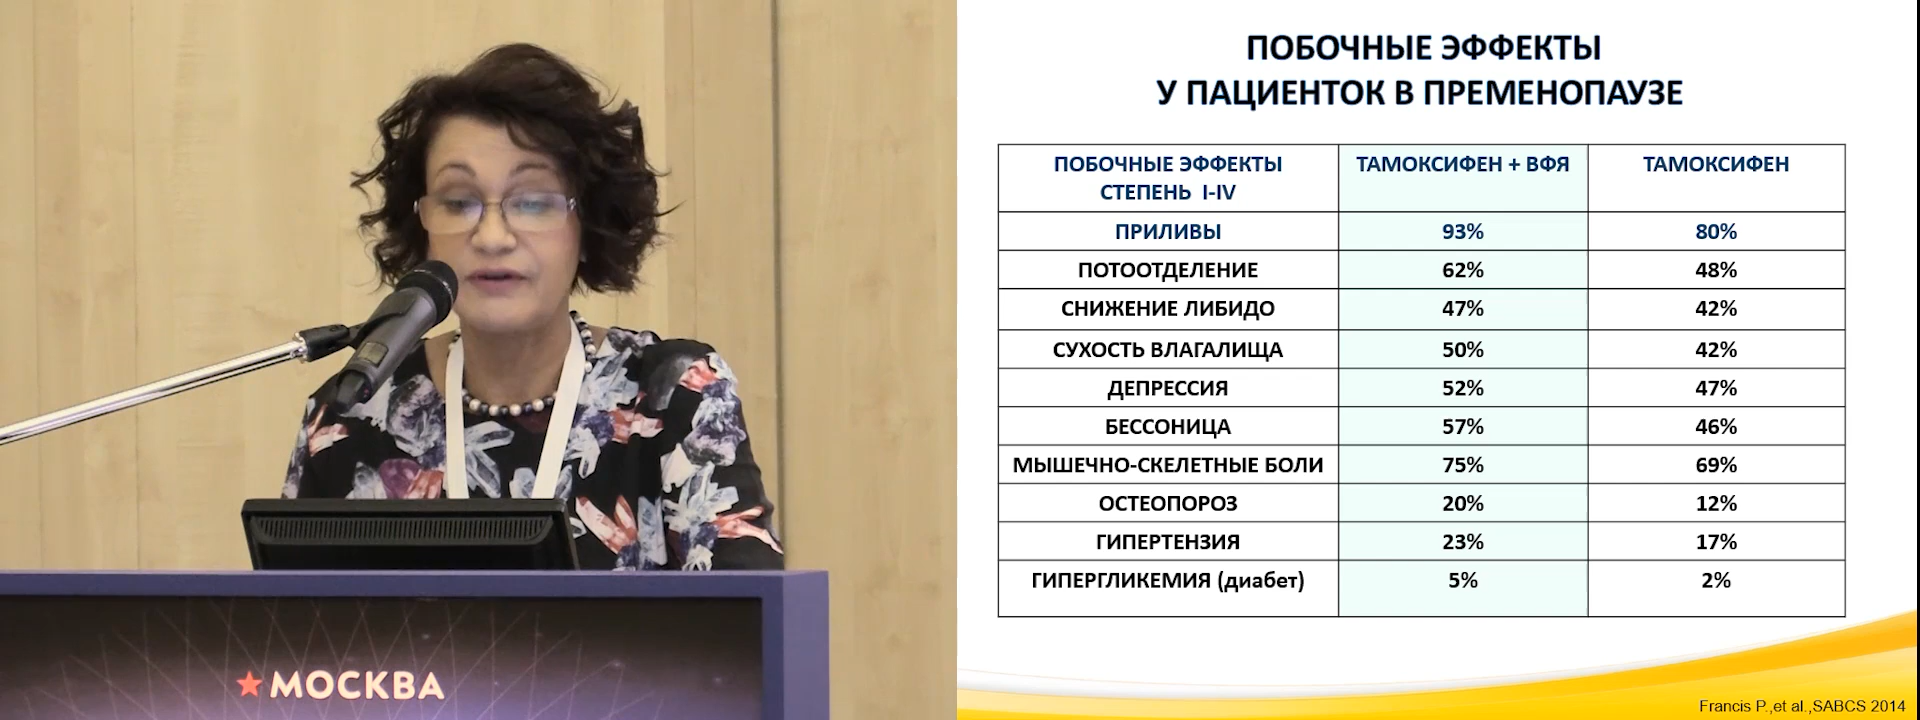 ★МОСКВА
ПОБОЧНЫЕ ЭФФЕКТЫ
У ПАЦИЕНТОК В ПРЕМЕНОПАУЗЕ
ПОБОЧНЫЕ ЭФФЕКТЫ СТЕПЕНЬ I-IV ТАМОКСИФЕН + ВФЯ ТАМОКСИФЕН
ПРИЛИВЫ 93% 80%
ПОТООТДЕЛЕНИЕ 62% 48%
СНИЖЕНИЕ ЛИБИДО 47% 42%
СУХОСТЬ ВЛАГАЛИЩА 50% 42%
ДЕПРЕССИЯ 52% 47%
БЕССОНИЦА 57% 46%
МЫШЕЧНО-СКЕЛЕТНЫЕ БОЛИ 75% 69%
ОСТЕОПОРОЗ 20% 12%
ГИПЕРТЕНЗИЯ 23% 17%
ГИПЕРГЛИКЕМИЯ (диабет) 5% 2%
Francis P.,et al.,SABCS 2014